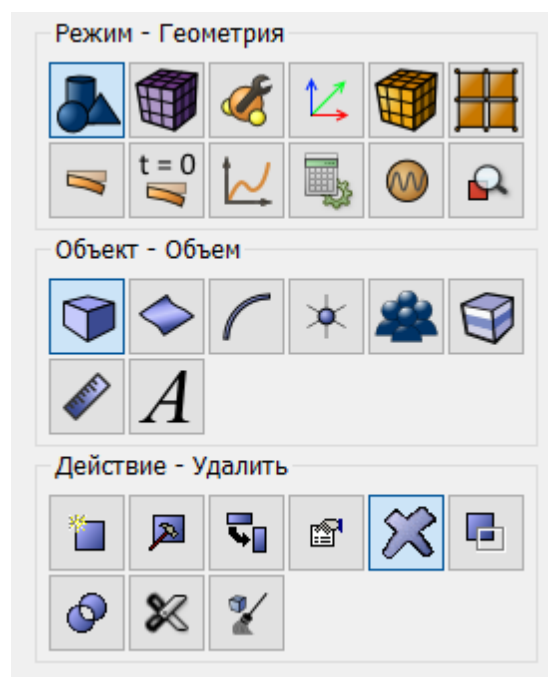 Режим - Геометрия
t = 0
Объект - Объем
A
Действие - Удалить